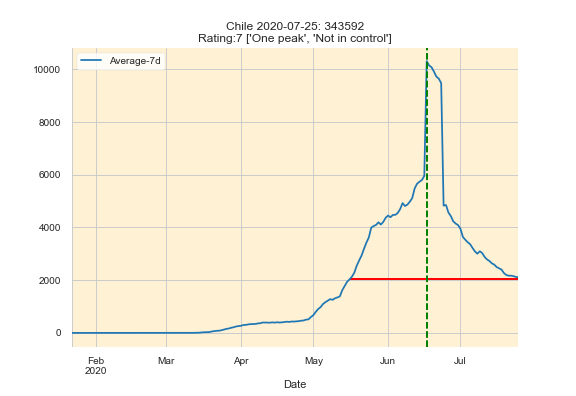 Chile 2020-07-25: 343592
Rating:7 ['One peak', 'Not in control']
Average-7d
10000
8000
6000
4000
2000
0
Feb
2020
Mar
Apr
May
Jun
Jul
Date